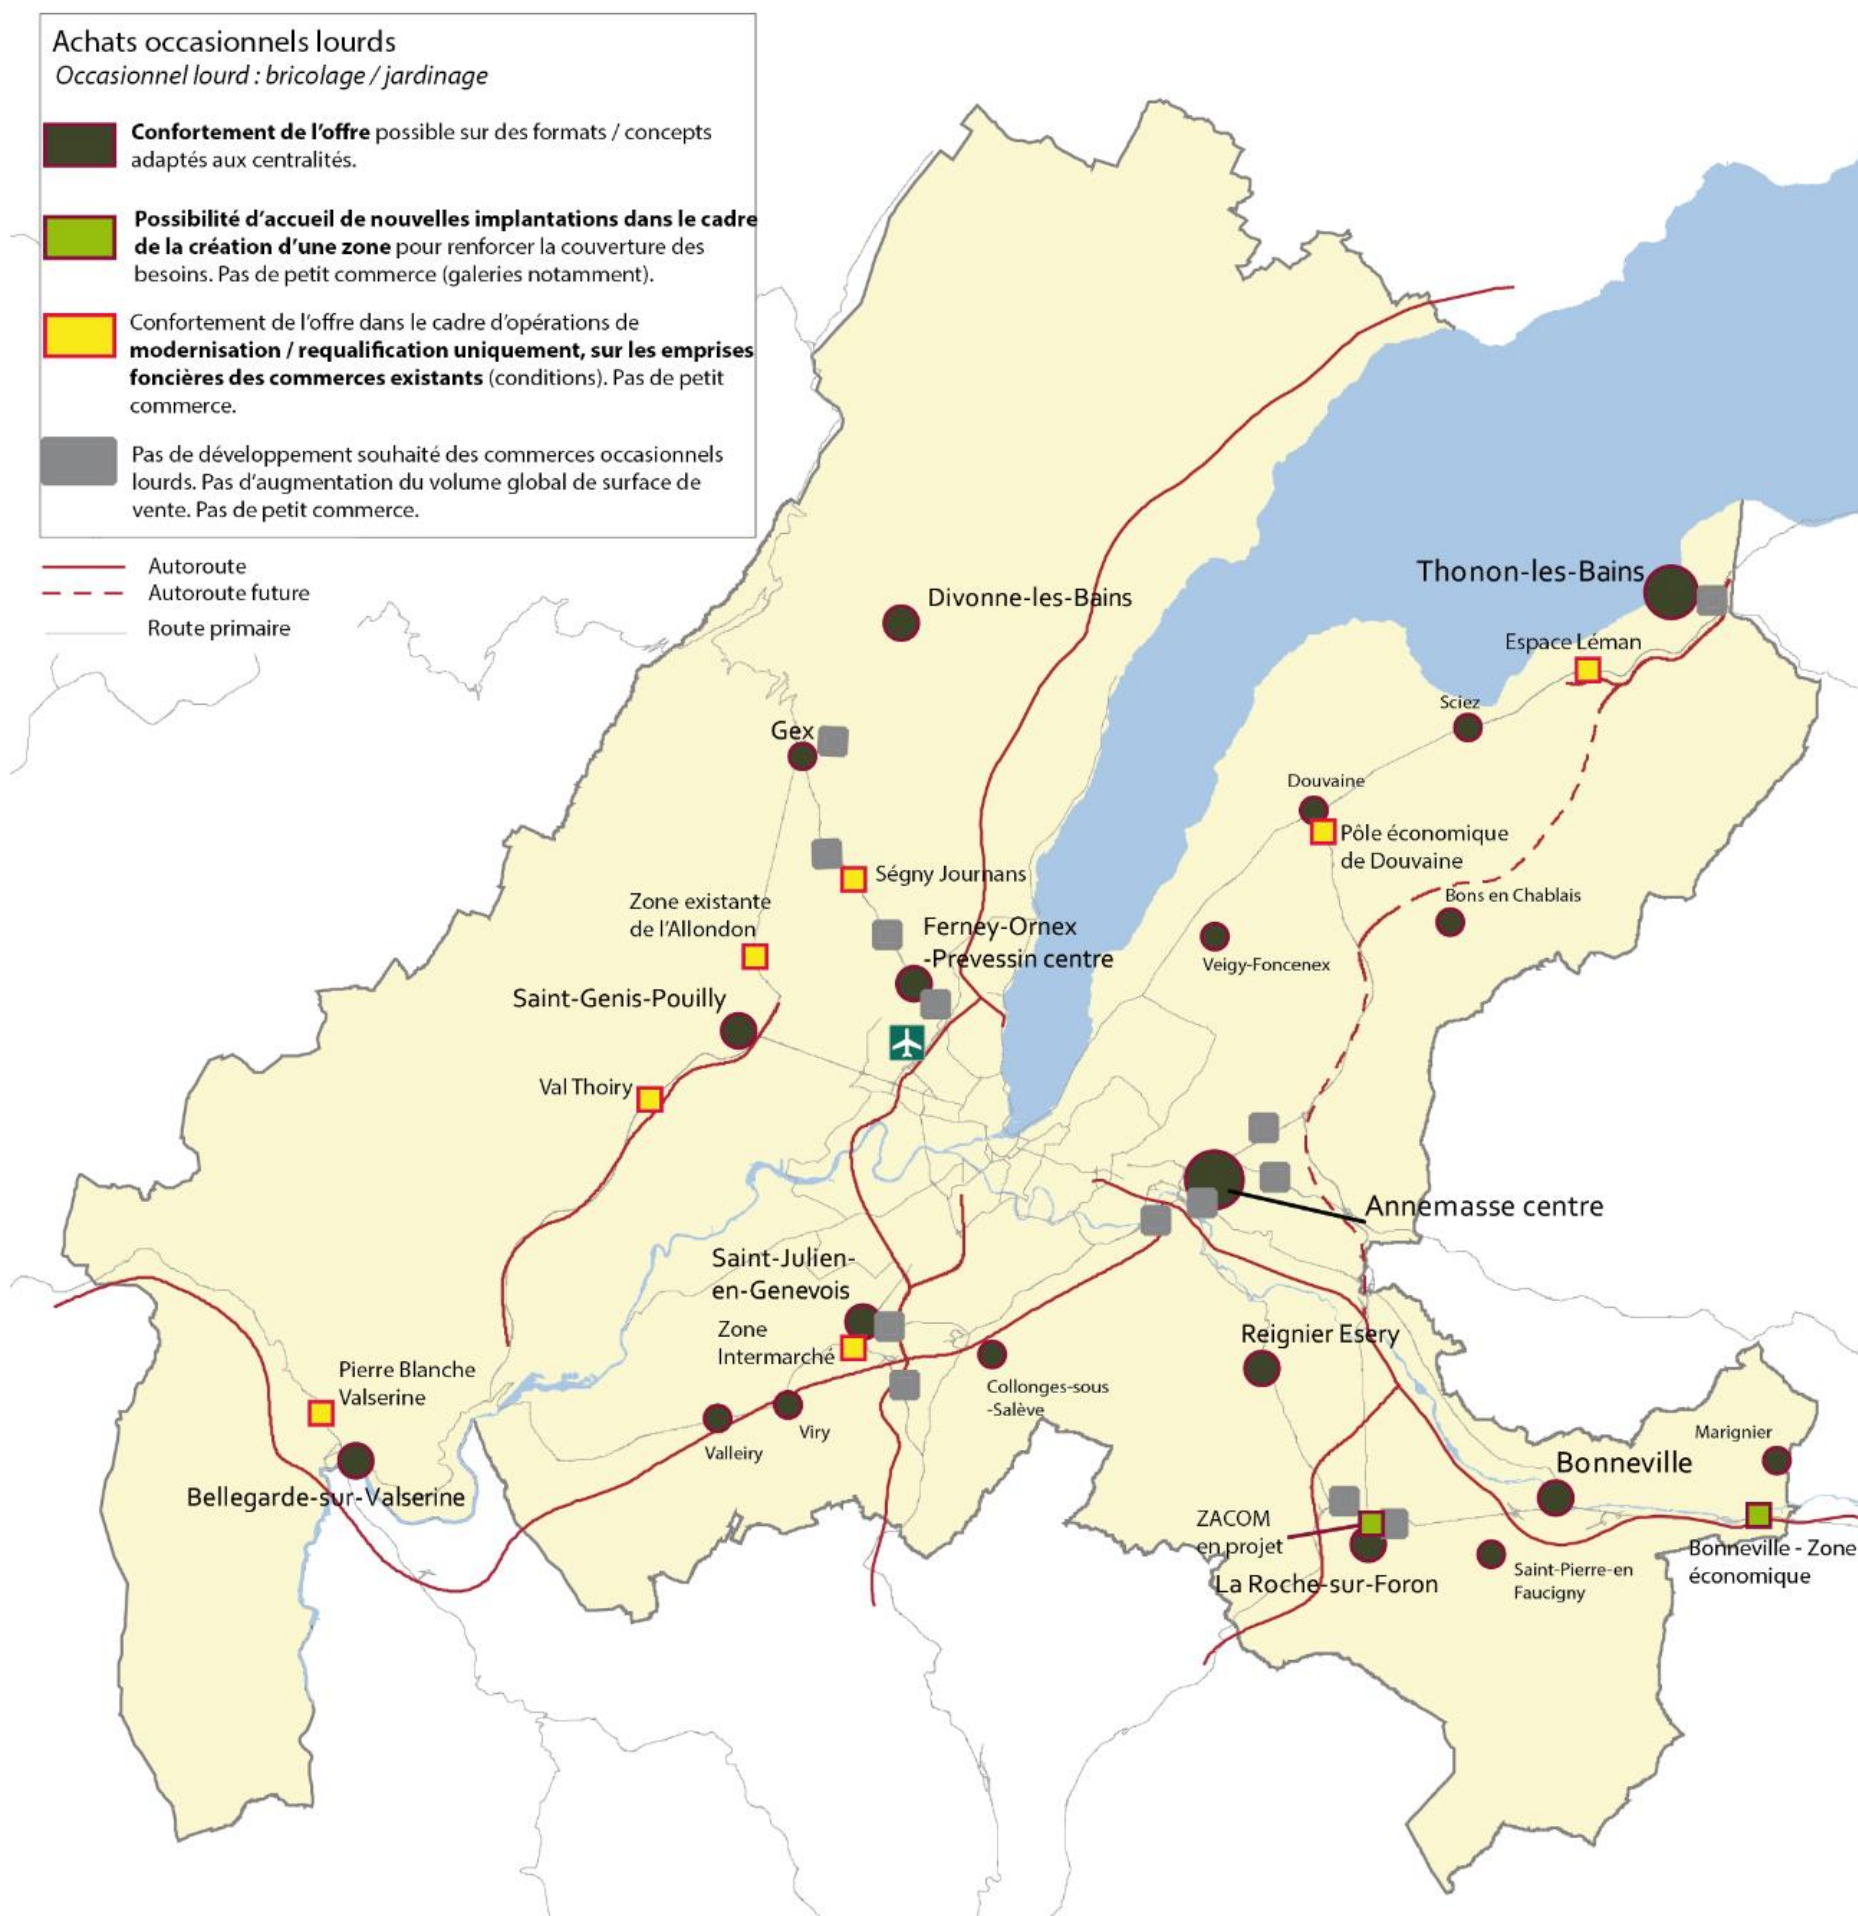 Achats occasionnels lourds
Occasionnel lourd : bricolage / jardinage
Confortement de l'offre possible sur des formats / concepts
adaptés aux centralités.
Possibilité d'accueil de nouvelles implantations dans le cadre
de la création d'une zone pour renforcer la couverture des
besoins. Pas de petit commerce (galeries notamment).
Confortement de l'offre dans le cadre d'opérations de
modernisation / requalification uniquement, sur les emprises
foncières des commerces existants (conditions). Pas de petit
commerce.
Pas de développement souhaité des commerces occasionnels
lourds. Pas d'augmentation du volume global de surface de
vente. Pas de petit commerce.
Autoroute
Autoroute future
Route primaire
Thonon-les-Bains
Divonne-les-Bains
Espace Léman
Sciez
Gex
Douvaine
Pôle économique
de Douvaine
Ségny Journans
Bons en Chablais
Zone existante
de l'Allondon
Ferney-Ornex
-Prevessin centre
Veigy-Foncenex
Saint-Genis-Pouilly
Val Thoiry
Annemasse centre
Saint-Julien-
en-Genevois
Zone
Intermarché
Reignier Esery
Pierre Blanche
Valserine
Collonges-sous
-Salève
Viry
Valleiry
Marignier
Bonneville
Bellegarde-sur-Valserine
ZACOM
en projet
Bonneville - Zone
économique
Saint-Pierre-en
Faucigny
La Roche-sur-Foron